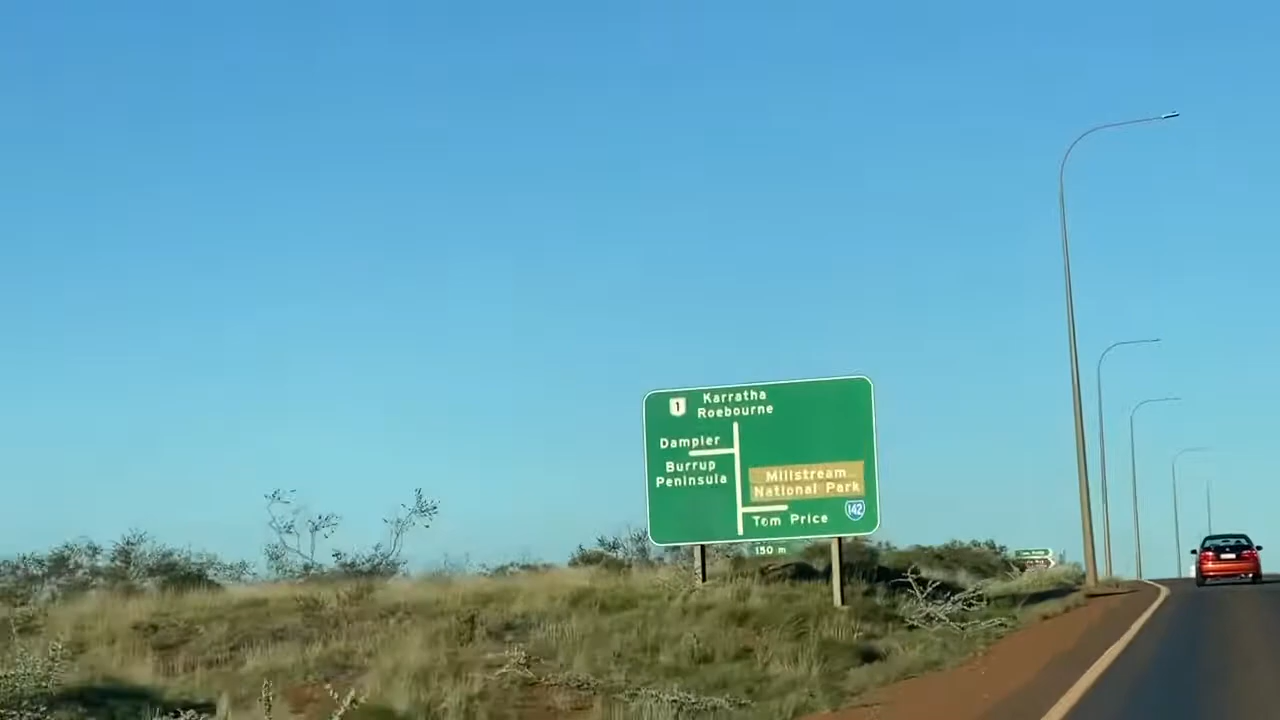 1 Karratha
Roebourne
Dampier
Burrup
Peninsula
Millstream
National Park
Tom Price 142
150 m